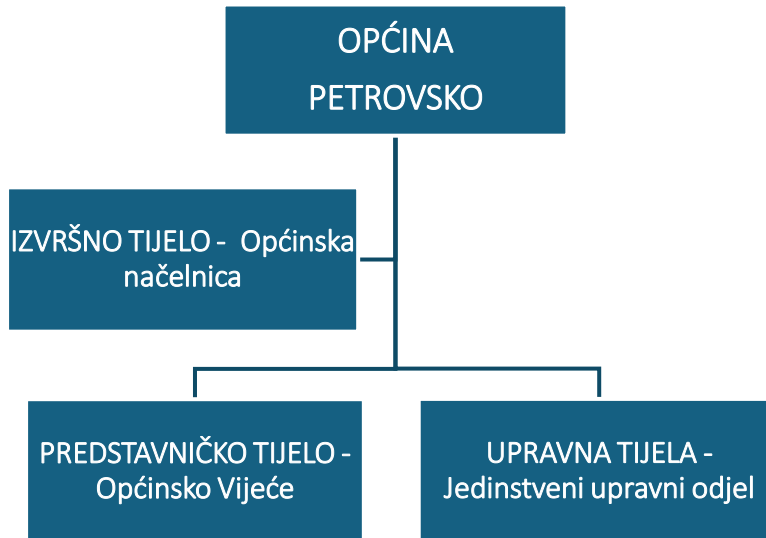 OPĆINA
PETROVSKO
IZVRŠNO TIJELO - Općinska
načelnica
PREDSTAVNIČKO TIJELO -
Općinsko Vijeće
UPRAVNA TIJELA -
Jedinstveni upravni odjel